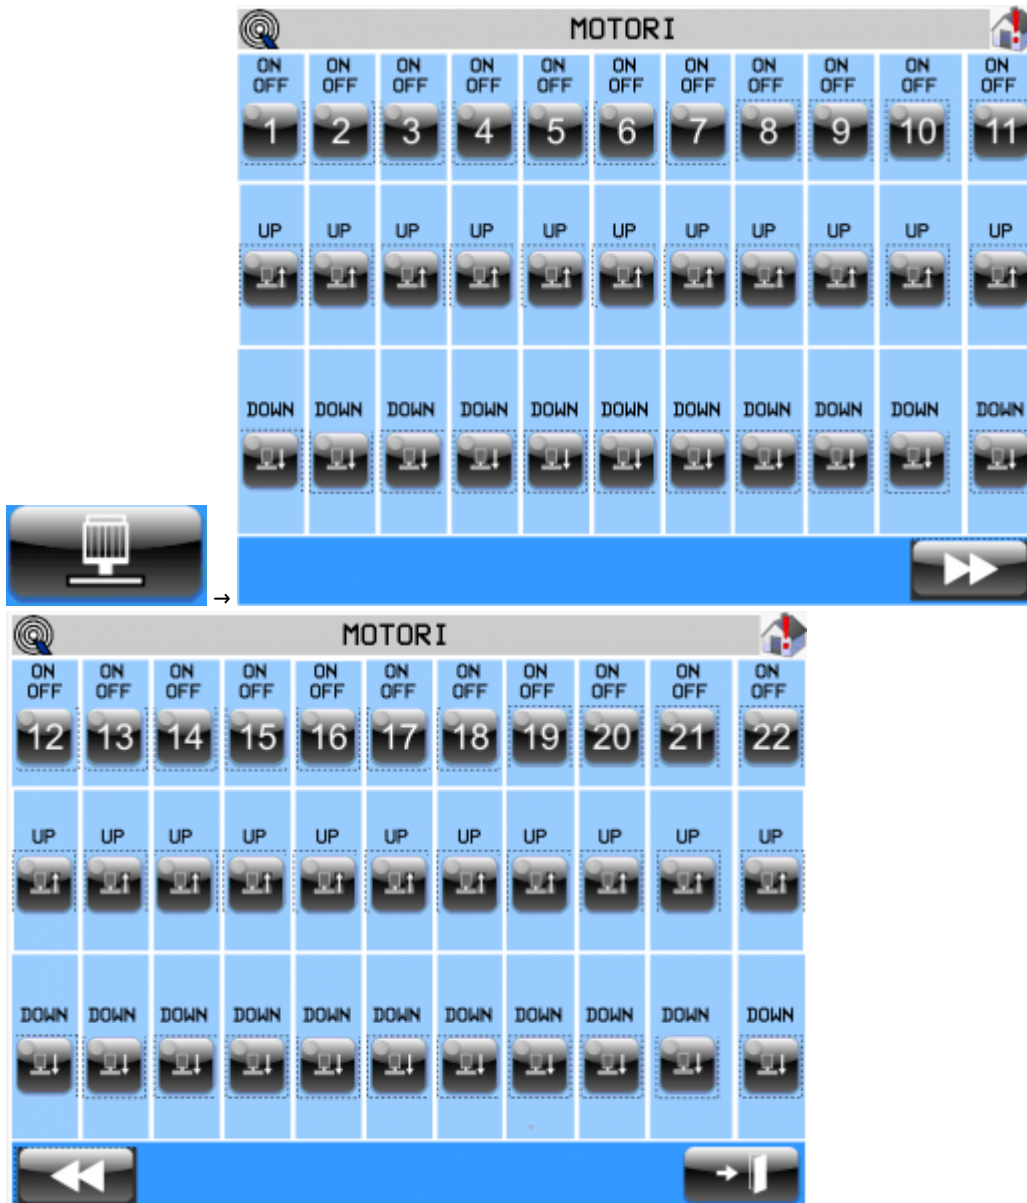 MOTORI
ON ON ON ON ON ON ON ON ON ON ON
OFF OFF OFF OFF OFF OFF OFF OFF OFF OFF OFF
1 2 3 4 5 6 7 8 9 10 11
UP UP UP UP UP UP UP UP UP UP UP
DOWN DOWN DOWN DOWN DOWN DOWN DOWN DOWN DOWN DOWN DOWN
→
MOTORI
ON ON ON ON ON ON ON ON ON ON ON
OFF OFF OFF OFF OFF OFF OFF OFF OFF OFF OFF
12 13 14 15 16 17 18 19 20 21 22
UP UP UP UP UP UP UP UP UP UP UP
DOWN DOWN DOWN DOWN DOWN DOWN DOWN DOWN DOWN DOWN DOWN